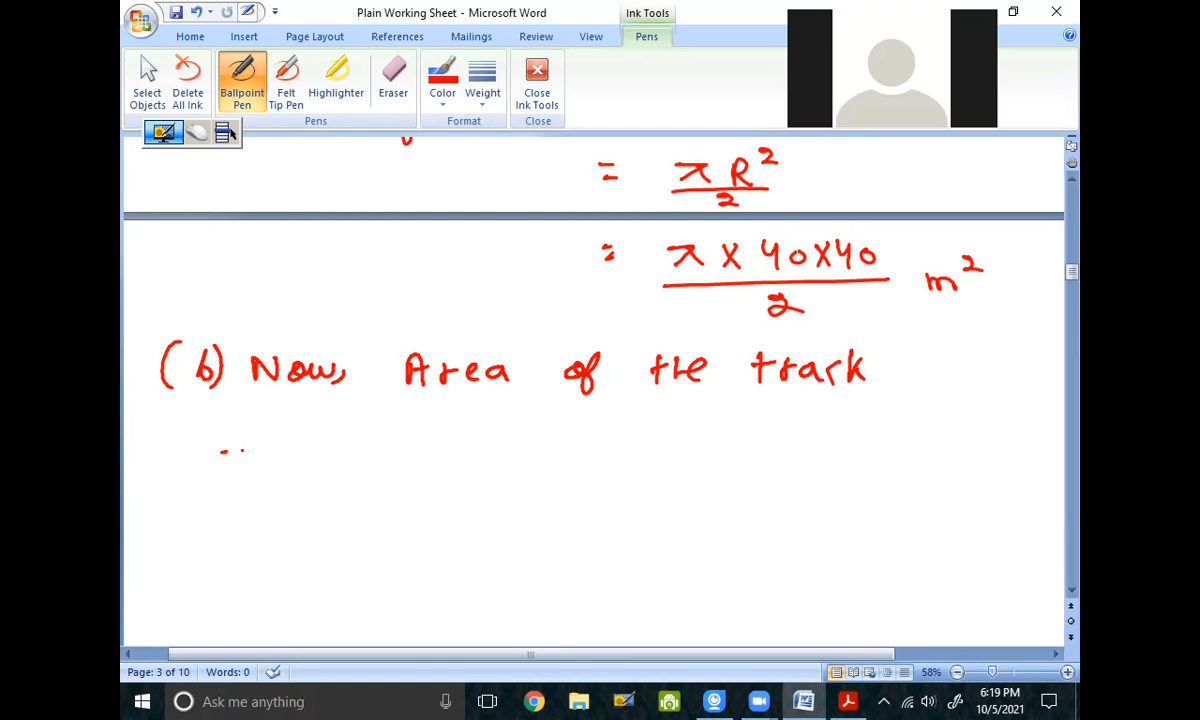 Plain Working Sheet - Microsoft Word
Ink Tools
Home Insert Page Layout References Mailings Review View Pens
Select Objects
Delete All Ink
Ballpoint Pen
Felt Tip Pen
Highlighter
Eraser
Color
Weight
Close Ink Tools
Pens
Format
Close
= π R²
2
= π × 40×40 m²
2
(b) Now, Area of the track
Page: 3 of 10 Words: 0 58%
Ask me anything
6:19 PM
10/5/2021